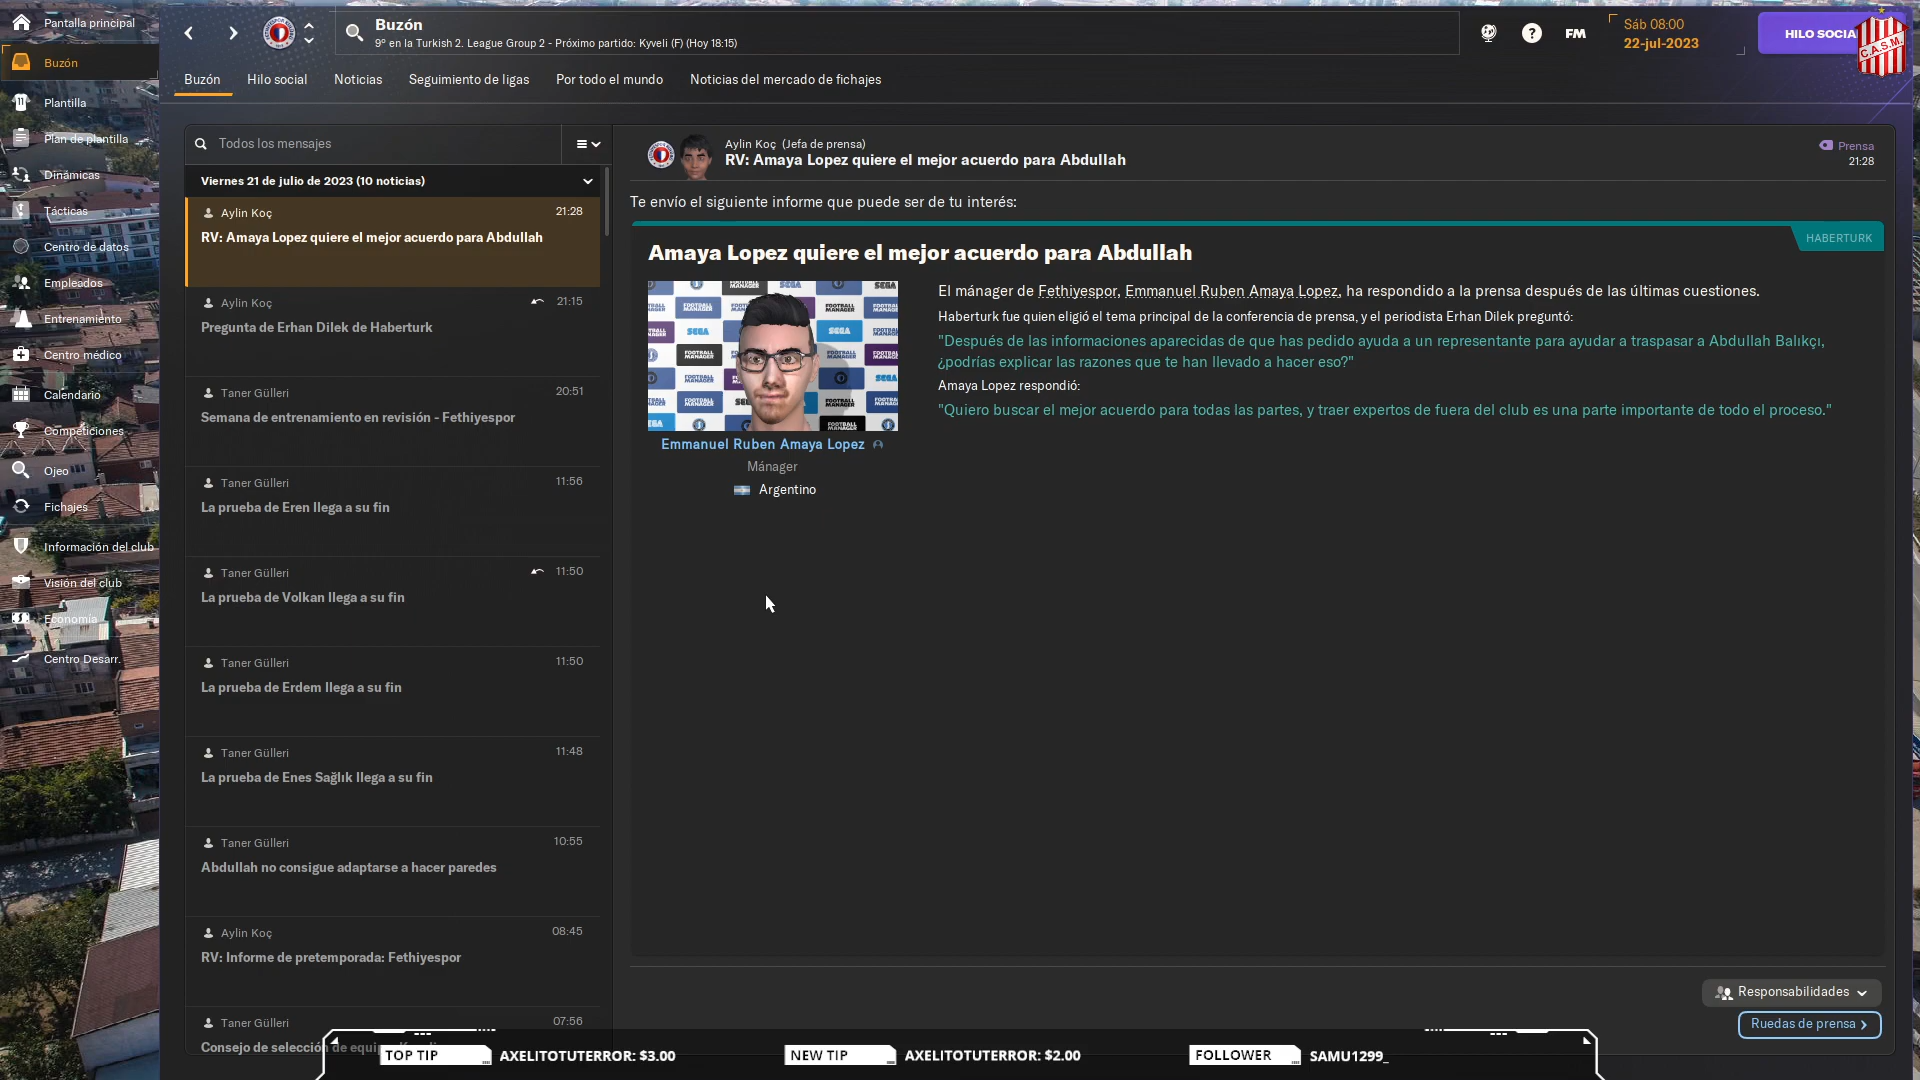 Pantalla principal
Buzón
Plantilla
Plan de plantilla
Dinámicas
Tácticas
Centro de datos
Empleados
Entrenamiento
Centro médico
Calendario
Competiciones
Ojeo
Fichajes
Información del club
Visión del club
Economía
Centro Desarr.
Buzón
9º en la Turkish 2. League Group 2 - Próximo partido: Kyveli (F) (Hoy 18:15)
FM
Sáb 08:00
22-jul-2023
HILO SOCIA
C.A.S.M.
Buzón Hilo social Noticias Seguimiento de ligas Por todo el mundo Noticias del mercado de fichajes
Todos los mensajes
Viernes 21 de julio de 2023 (10 noticias)
Aylin Koç 21:28
RV: Amaya Lopez quiere el mejor acuerdo para Abdullah
Aylin Koç 21:15
Pregunta de Erhan Dilek de Haberturk
Taner Gülleri 20:51
Semana de entrenamiento en revisión - Fethiyespor
Taner Gülleri 11:56
La prueba de Eren llega a su fin
Taner Gülleri 11:50
La prueba de Volkan llega a su fin
Taner Gülleri 11:50
La prueba de Erdem llega a su fin
Taner Gülleri 11:48
La prueba de Enes Sağlık llega a su fin
Taner Gülleri 10:55
Abdullah no consigue adaptarse a hacer paredes
Aylin Koç 08:45
RV: Informe de pretemporada: Fethiyespor
Taner Gülleri 07:56
Consejo de selección de equi
Aylin Koç (Jefa de prensa)
RV: Amaya Lopez quiere el mejor acuerdo para Abdullah
Prensa
21:28
Te envío el siguiente informe que puede ser de tu interés:
HABERTURK
Amaya Lopez quiere el mejor acuerdo para Abdullah
FOOTBALL MANAGER
SEGA
Emmanuel Ruben Amaya Lopez
Mánager
Argentino
El mánager de Fethiyespor, Emmanuel Ruben Amaya Lopez, ha respondido a la prensa después de las últimas cuestiones.
Haberturk fue quien eligió el tema principal de la conferencia de prensa, y el periodista Erhan Dilek preguntó:
"Después de las informaciones aparecidas de que has pedido ayuda a un representante para ayudar a traspasar a Abdullah Balıkçı,
¿podrías explicar las razones que te han llevado a hacer eso?"
Amaya Lopez respondió:
"Quiero buscar el mejor acuerdo para todas las partes, y traer expertos de fuera del club es una parte importante de todo el proceso."
Responsabilidades
Ruedas de prensa
TOP TIP AXELITOTUTERROR: $3.00
NEW TIP AXELITOTUTERROR: $2.00
FOLLOWER SAMU1299_